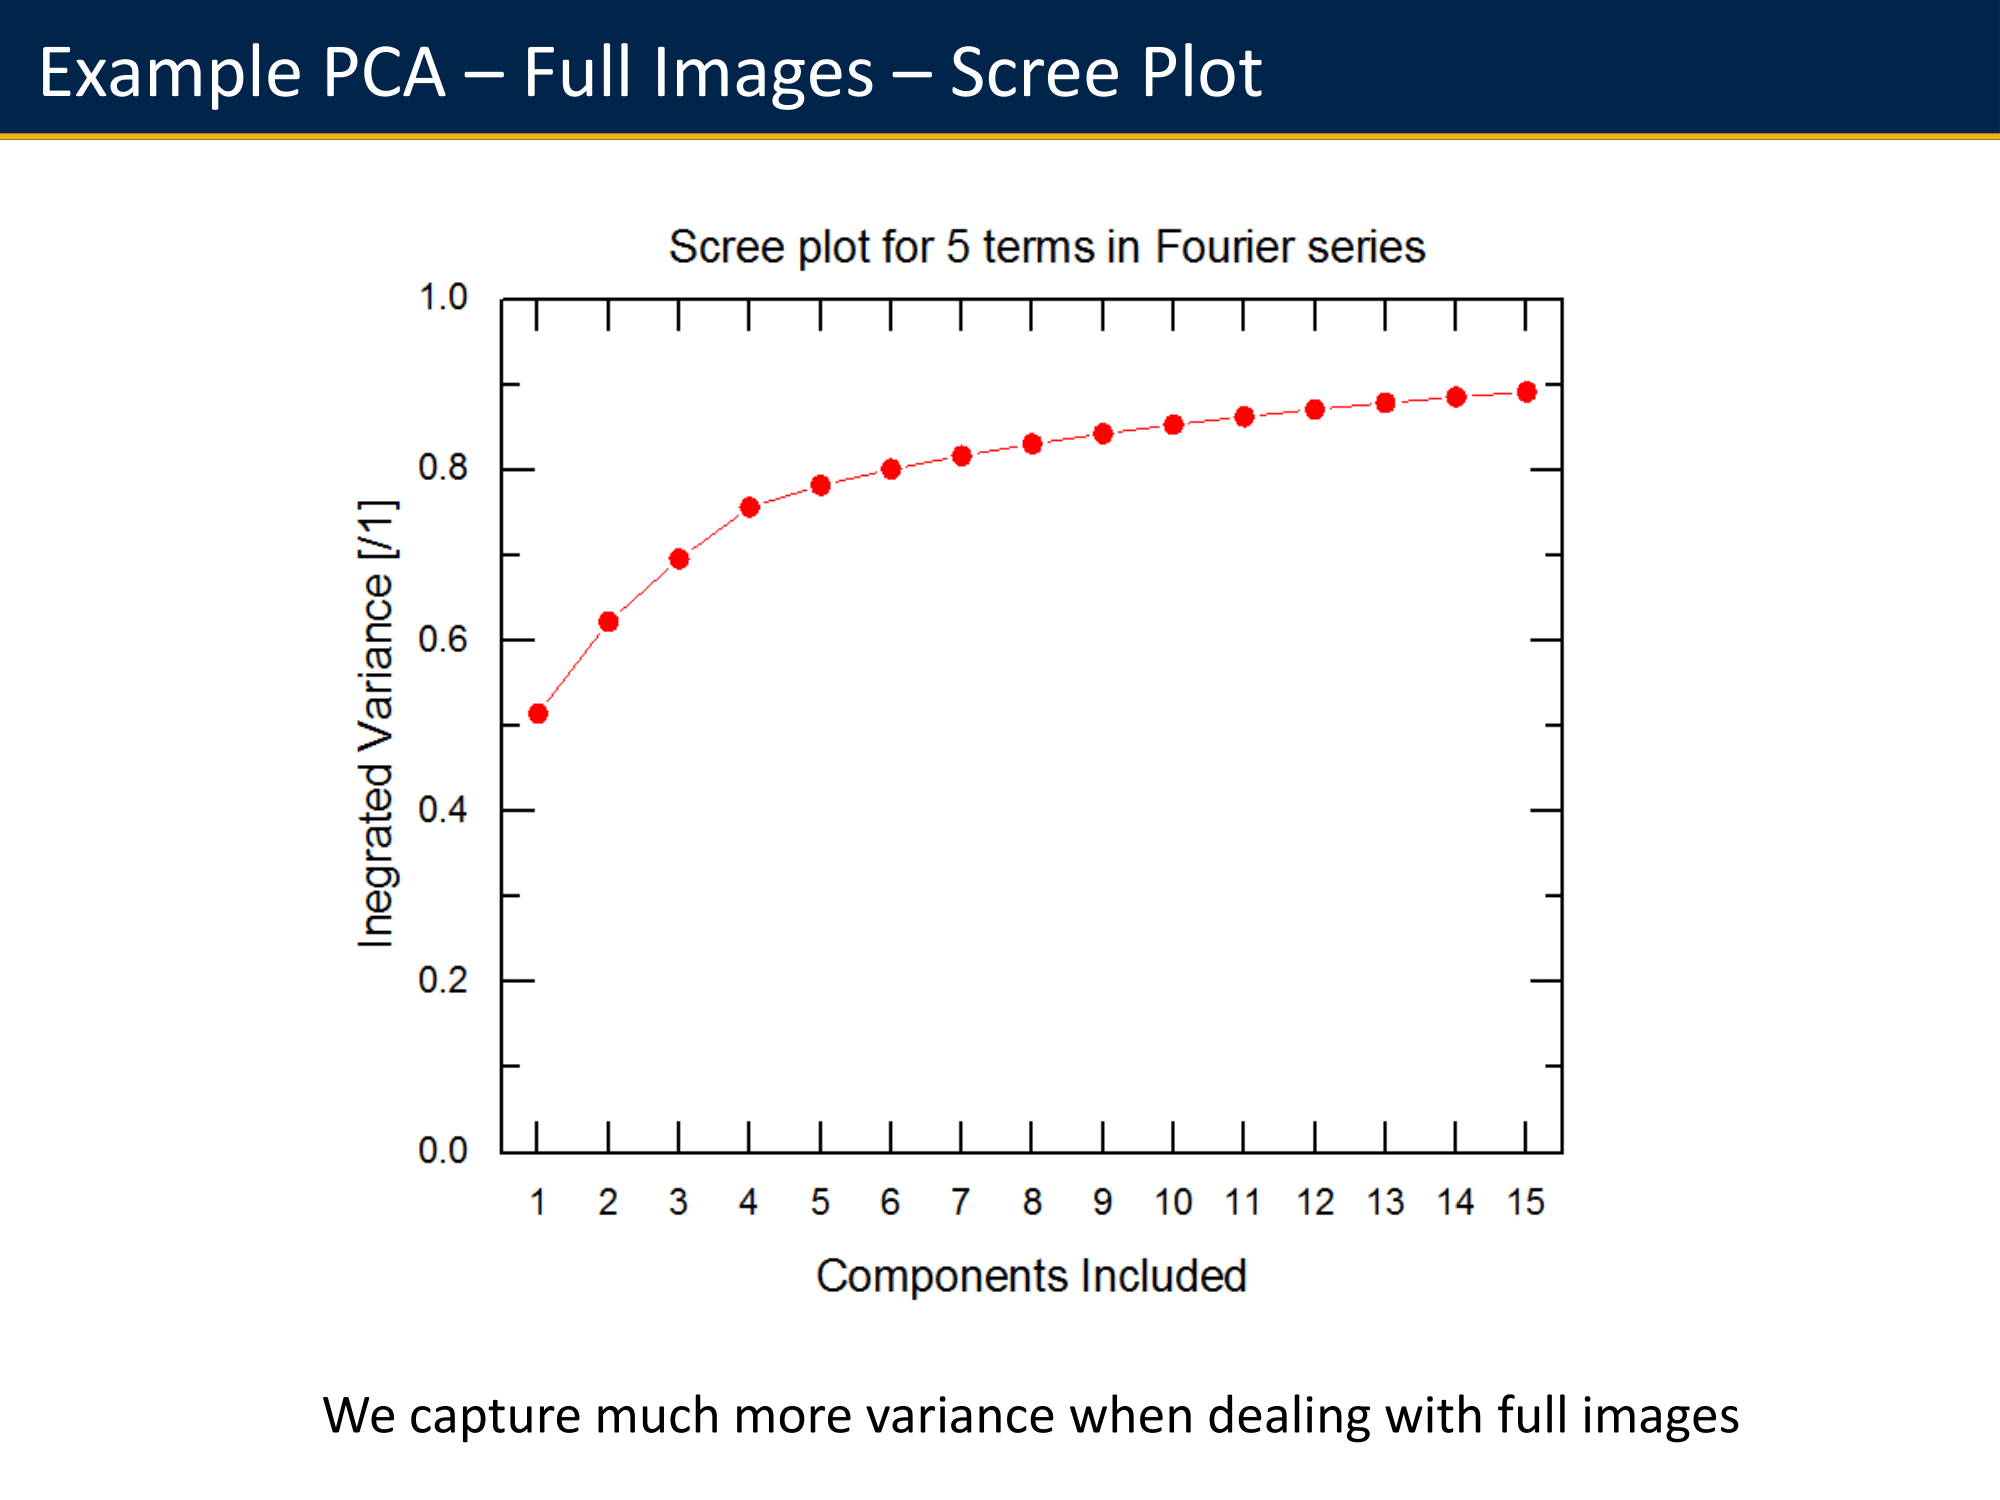 Example PCA – Full Images – Scree Plot
Scree plot for 5 terms in Fourier series
1.0
0.8
0.6
0.4
0.2
0.0
Inegrated Variance [/1]
1 2 3 4 5 6 7 8 9 10 11 12 13 14 15
Components Included
We capture much more variance when dealing with full images